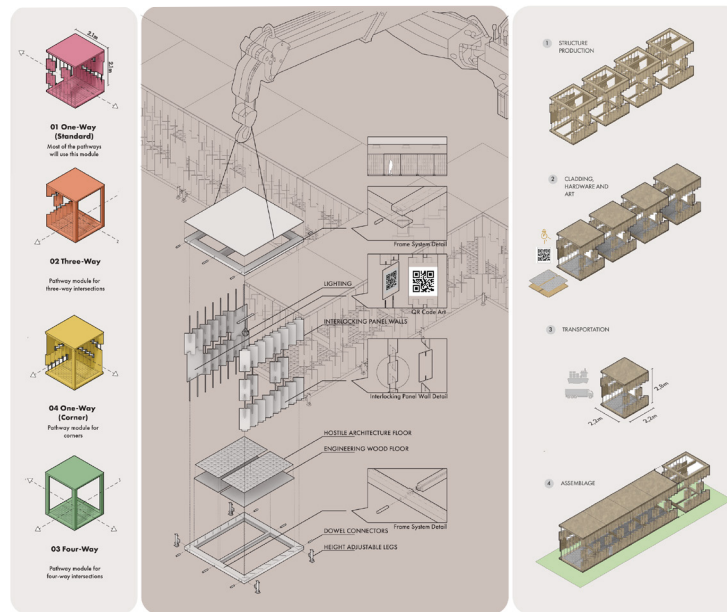 2,1m
2,1m
01 One-Way
(Standard)
Most of the pathways
will use this module
02 Three-Way
Pathway module for
three-way intersections
04 One-Way
(Corner)
Pathway module for
corners
03 Four-Way
Pathway module for
four-way intersections
Frame System Detail
LIGHTING
QR Code Art
INTERLOCKING PANEL WALLS
Interlocking Panel Wall Detail
HOSTILE ARCHITECTURE FLOOR
ENGINEERING WOOD FLOOR
Frame System Detail
DOWEL CONNECTORS
HEIGHT ADJUSTABLE LEGS
1 STRUCTURE
PRODUCTION
2 CLADDING,
HARDWARE AND
ART
3 TRANSPORTATION
2,8m
2,2m
2,2m
4 ASSEMBLAGE